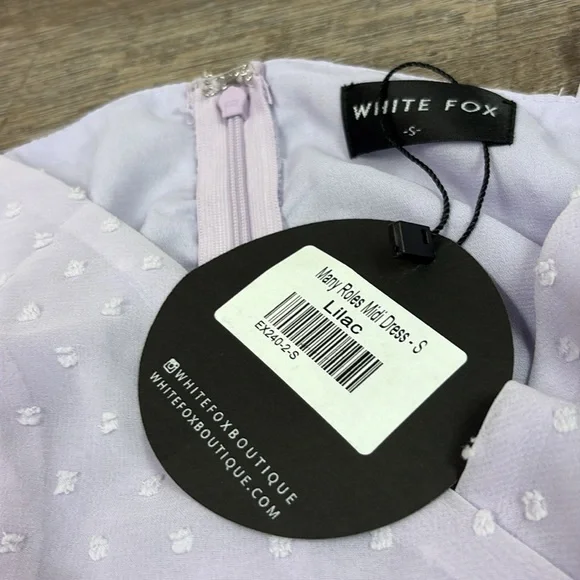 WHITE FOX
-S-
Many Roles Midi Dress - S
Lilac
EX240-2-S
WHITEFOXBOUTIQUE
WHITEFOXBOUTIQUE.COM